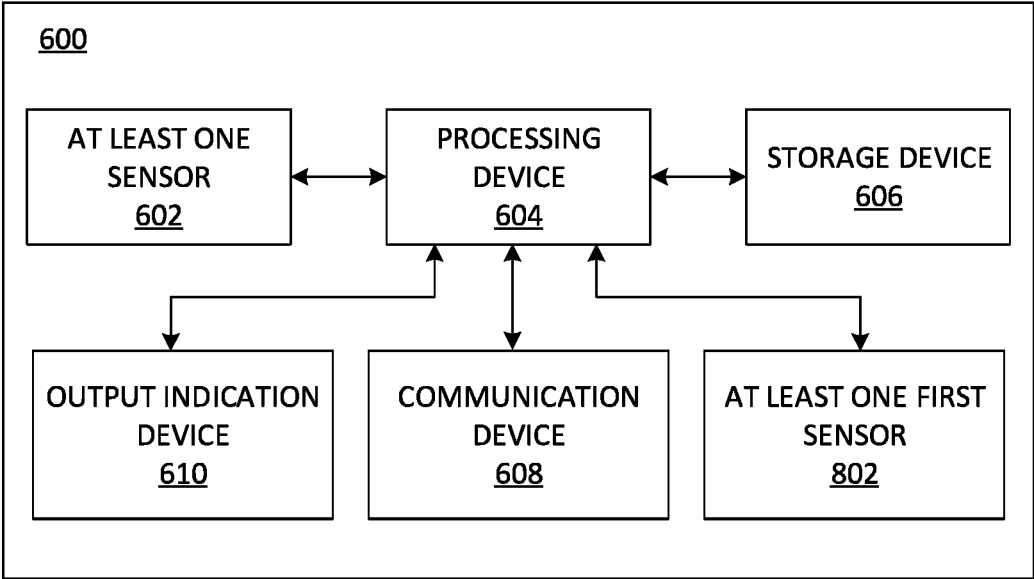 600
AT LEAST ONE
SENSOR
602
PROCESSING
DEVICE
604
STORAGE DEVICE
606
OUTPUT INDICATION
DEVICE
610
COMMUNICATION
DEVICE
608
AT LEAST ONE FIRST
SENSOR
802